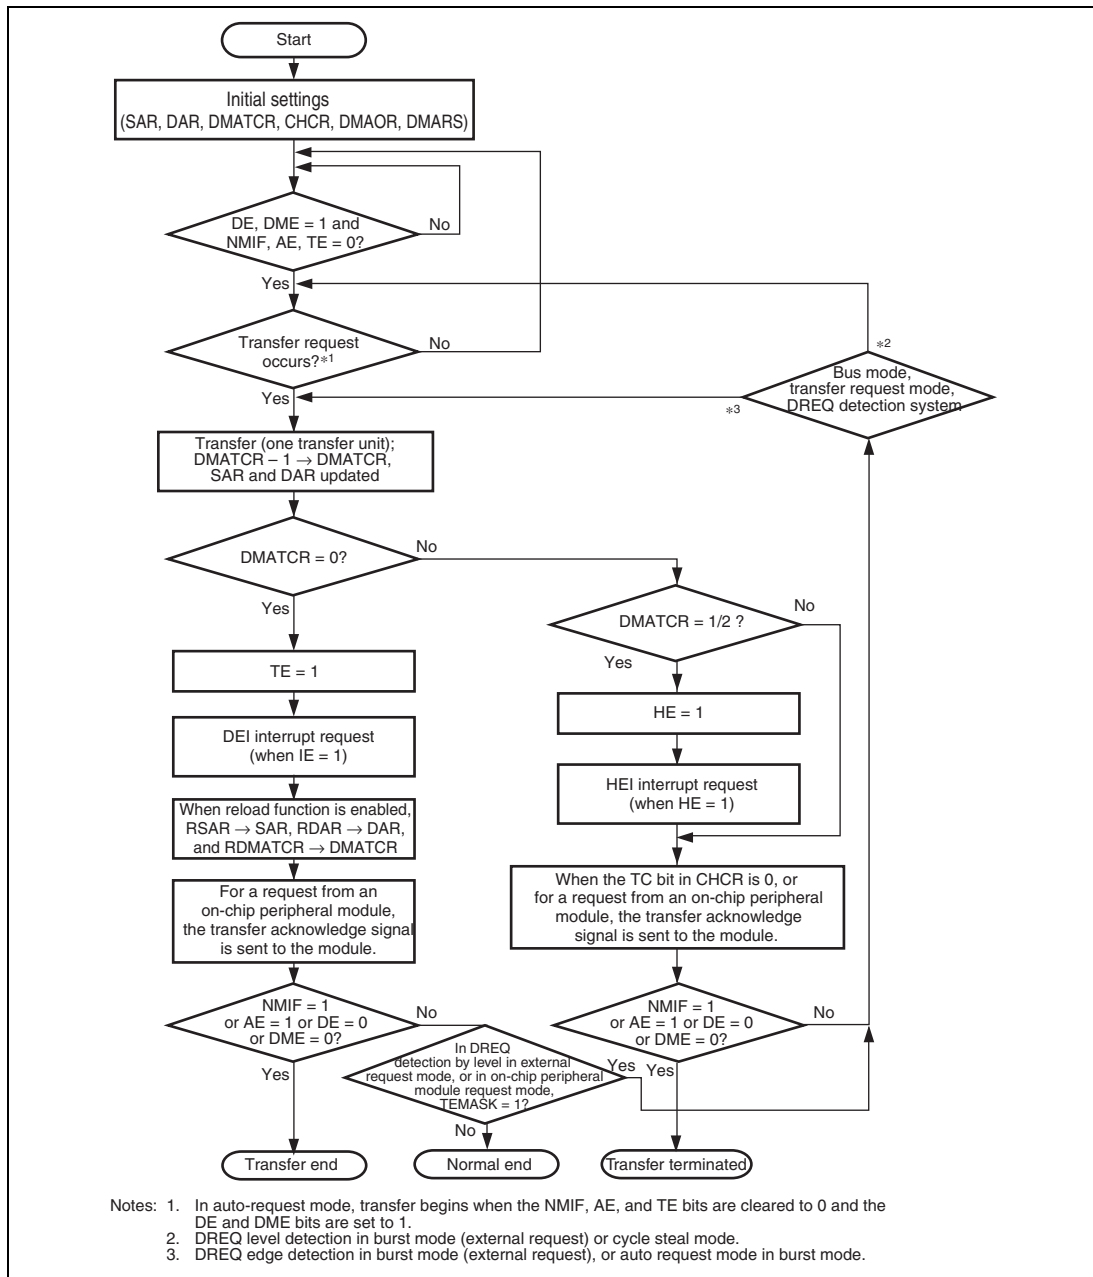 Start
Initial settings
(SAR, DAR, DMATCR, CHCR, DMAOR, DMARS)
DE, DME = 1 and
NMIF, AE, TE = 0?
No
Yes
Transfer request
occurs?*1
No
Yes
*2
Bus mode,
transfer request mode,
DREQ detection system
*3
Transfer (one transfer unit);
DMATCR – 1 → DMATCR,
SAR and DAR updated
DMATCR = 0?
No
Yes
DMATCR = 1/2 ?
No
Yes
TE = 1
HE = 1
DEI interrupt request
(when IE = 1)
HEI interrupt request
(when HE = 1)
When reload function is enabled,
RSAR → SAR, RDAR → DAR,
and RDMATCR → DMATCR
For a request from an
on-chip peripheral module,
the transfer acknowledge signal
is sent to the module.
When the TC bit in CHCR is 0, or
for a request from an on-chip peripheral
module, the transfer acknowledge
signal is sent to the module.
NMIF = 1
or AE = 1 or DE = 0
or DME = 0?
No
Yes
NMIF = 1
or AE = 1 or DE = 0
or DME = 0?
No
Yes
In DREQ
detection by level in external
request mode, or in on-chip peripheral
module request mode,
TEMASK = 1?
Yes
No
Transfer end
Normal end
Transfer terminated
Notes: 1. In auto-request mode, transfer begins when the NMIF, AE, and TE bits are cleared to 0 and the
DE and DME bits are set to 1.
2. DREQ level detection in burst mode (external request) or cycle steal mode.
3. DREQ edge detection in burst mode (external request), or auto request mode in burst mode.